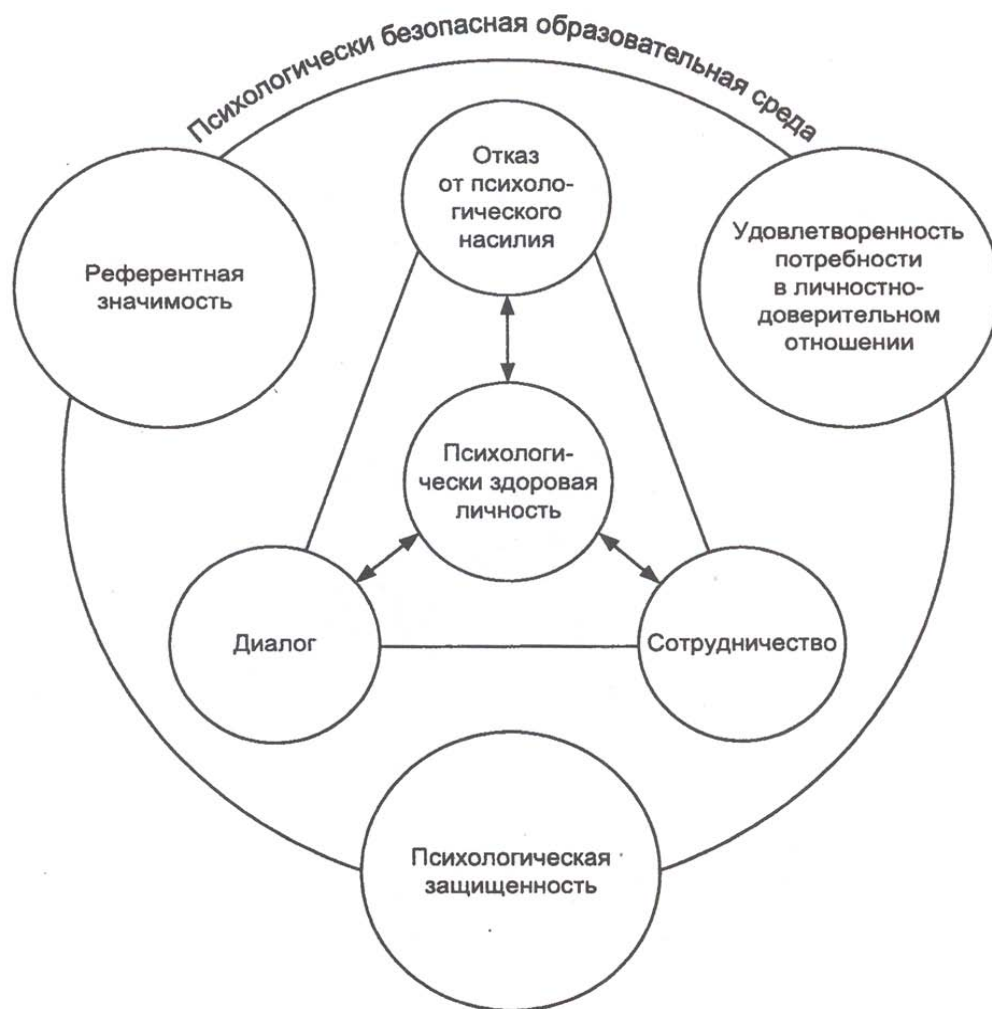 Психологически безопасная образовательная среда
Отказ
от психоло-
гического
насилия
Референтная
значимость
Удовлетворенность
потребности
в личностно-
доверительном
отношении
Психологи-
чески здоровая
личность
Диалог
Сотрудничество
Психологическая
защищенность